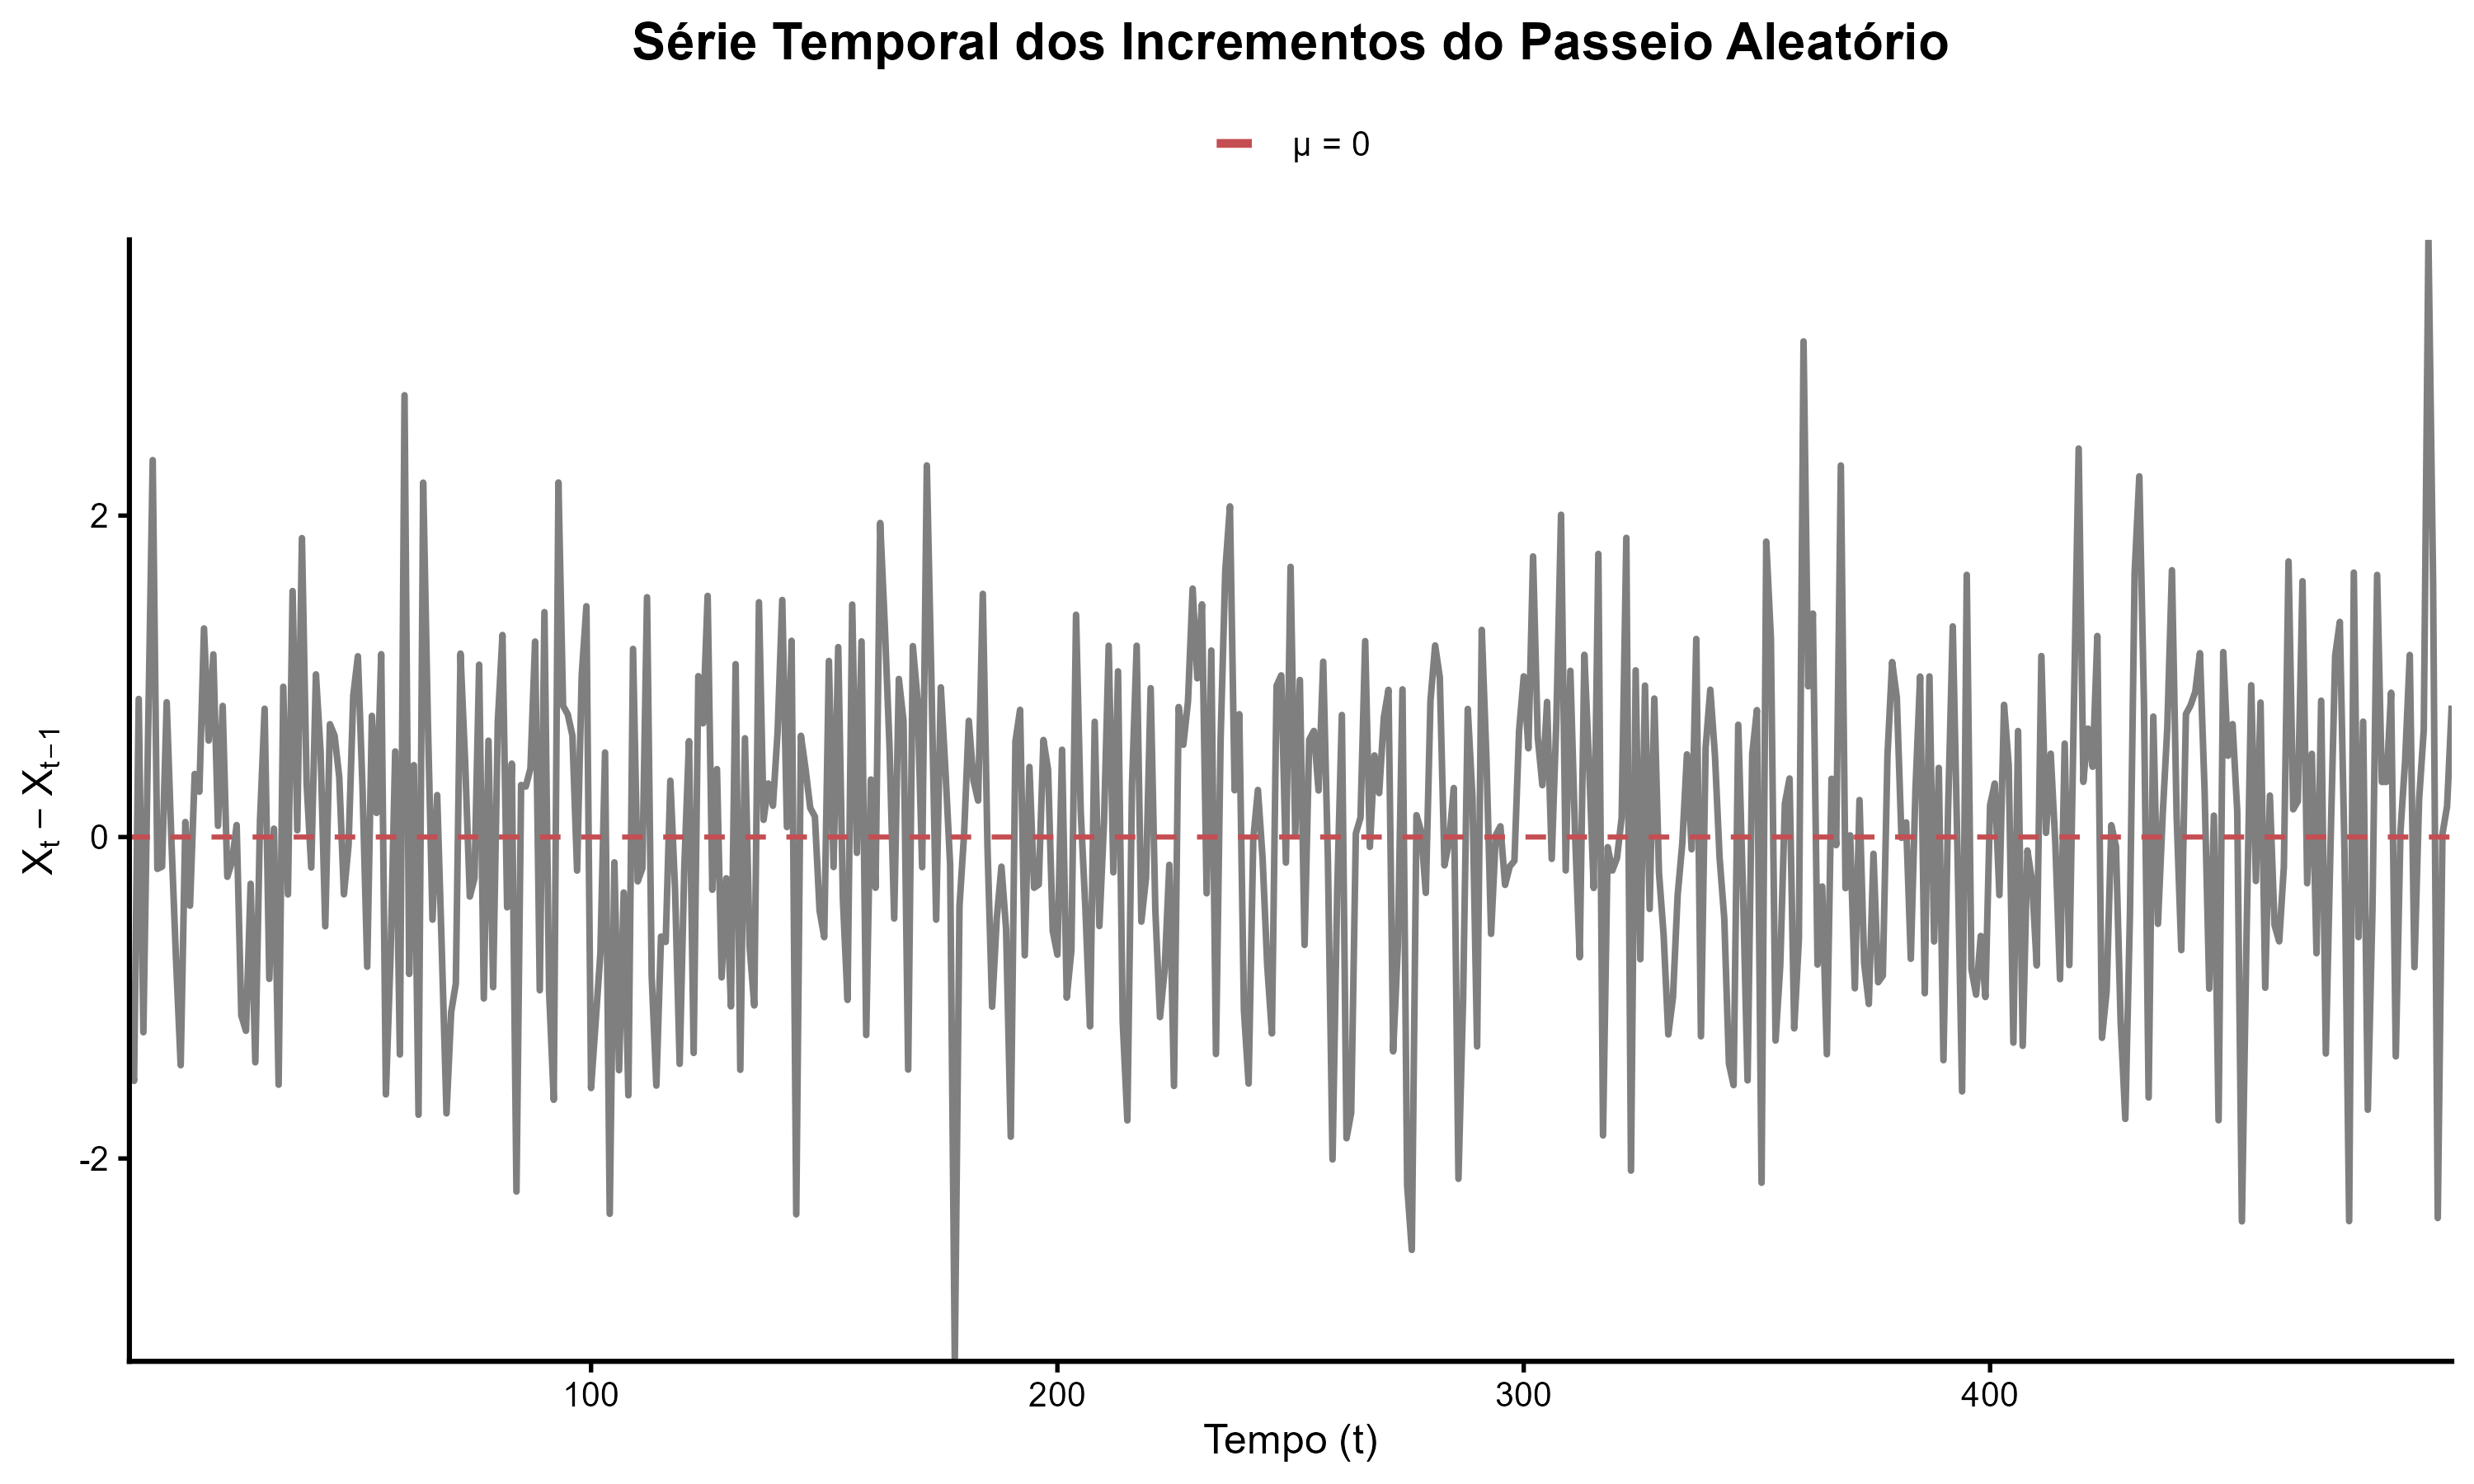 Série Temporal dos Incrementos do Passeio Aleatório
μ = 0
Xₜ − Xₜ₋₁
2
0
-2
100 200 300 400
Tempo (t)